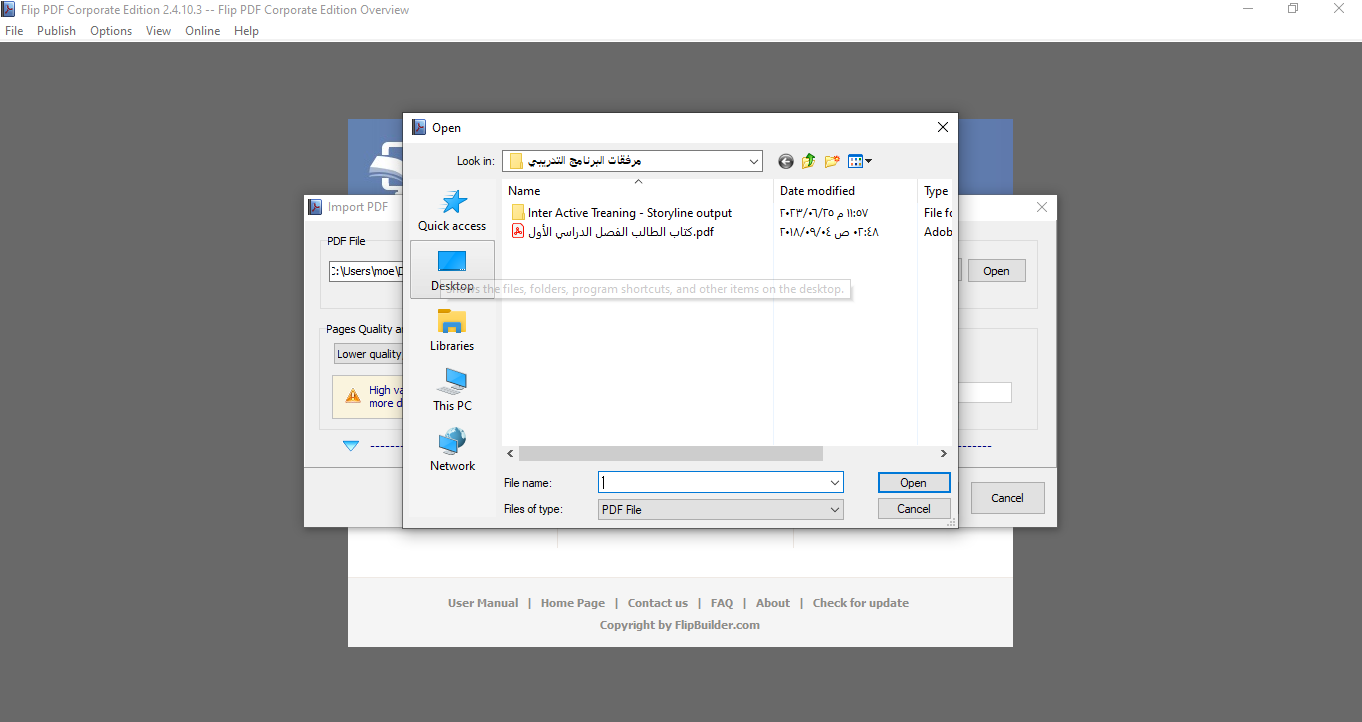 Flip PDF Corporate Edition 2.4.10.3 -- Flip PDF Corporate Edition Overview
File Publish Options View Online Help
Open
Look in: مرفقات البرنامج التدريبي
Import PDF
Name Date modified Type
Quick access
Inter Active Treaning - Storyline output ١١:٥٧ م ٢٠٢٣/٠٦/٢٥ File fo
كتاب الطالب الفصل الدراسي الأول.pdf ٠٢:٤٨ ص ٢٠١٨/٠٩/٠٤ Adob
PDF File
C:\Users\moe\D Open
Desktop
Shows the files, folders, program shortcuts, and other items on the desktop.
Pages Quality a
Libraries
Lower quality
High va
more d
This PC
Network
File name: Open
Files of type: PDF File Cancel
Cancel
User Manual | Home Page | Contact us | FAQ | About | Check for update
Copyright by FlipBuilder.com